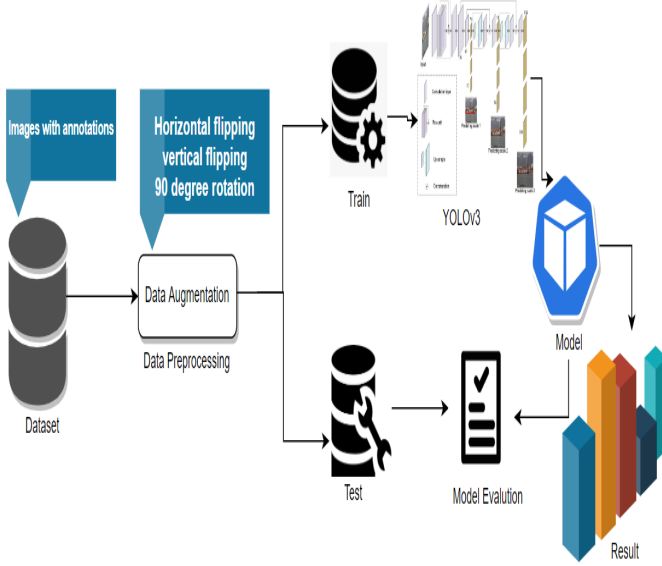 Images with annotations
Horizontal flipping
vertical flipping
90 degree rotation
Dataset
Data Augmentation
Data Preprocessing
Train
YOLOv3
Model
Test
Model Evalution
Result